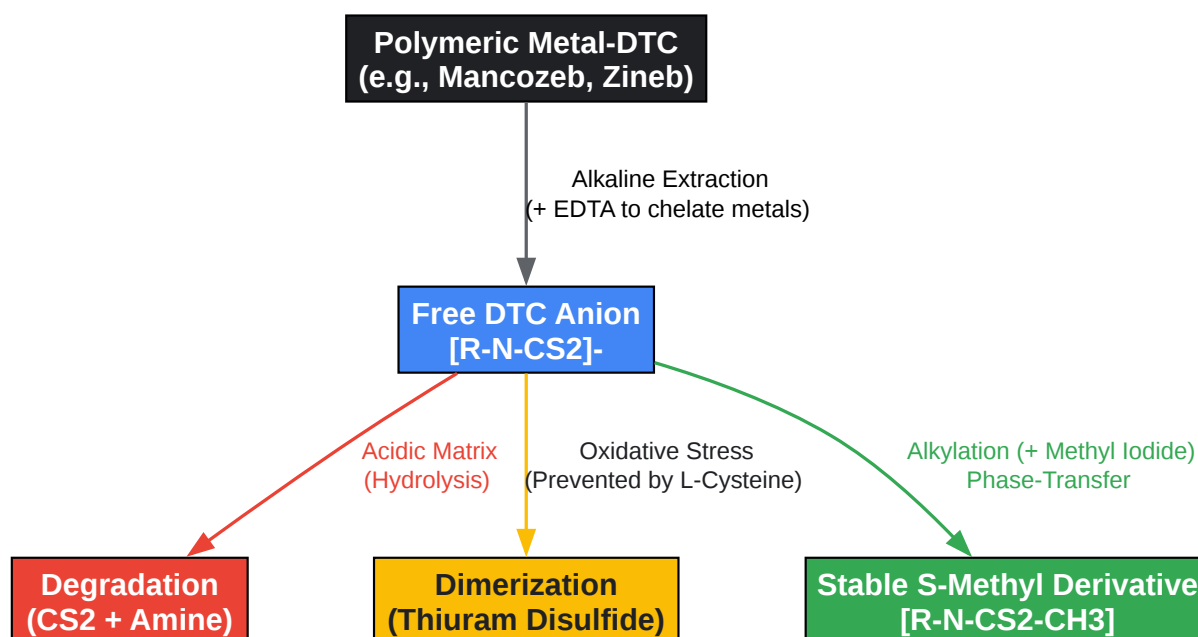 Polymeric Metal-DTC
(e.g., Mancozeb, Zineb)
Alkaline Extraction
(+ EDTA to chelate metals)
Free DTC Anion
[R-N-CS2]-
Acidic Matrix
(Hydrolysis)
Oxidative Stress
(Prevented by L-Cysteine)
Alkylation (+ Methyl Iodide)
Phase-Transfer
Degradation
(CS2 + Amine)
Dimerization
(Thiuram Disulfide)
Stable S-Methyl Derivative
[R-N-CS2-CH3]